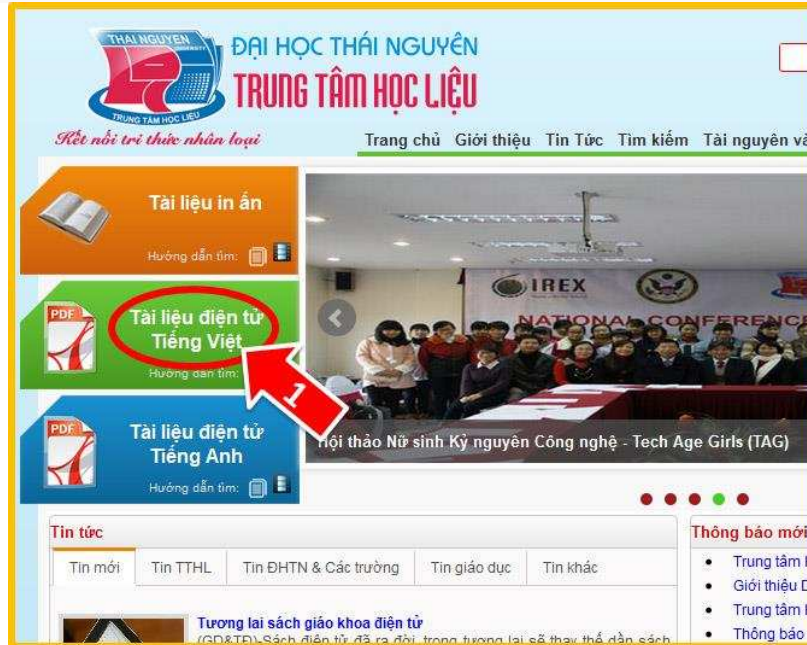 THAI NGUYEN
UNIVERSITY
TRUNG TÂM HỌC LIỆU
ĐẠI HỌC THÁI NGUYÊN
TRUNG TÂM HỌC LIỆU
Kết nối tri thức nhân loại
Trang chủ Giới thiệu Tin Tức Tìm kiếm Tài nguyên và
Tài liệu in ấn
Hướng dẫn tìm:
PDF
Tài liệu điện tử
Tiếng Việt
Hướng dẫn tìm:
1
PDF
Tài liệu điện tử
Tiếng Anh
Hướng dẫn tìm:
IREX
NATIONAL CONFERENCE
Hội thảo Nữ sinh Kỷ nguyên Công nghệ - Tech Age Girls (TAG)
Tin tức
Tin mới Tin TTHL Tin ĐHTN & Các trường Tin giáo dục Tin khác
Tương lai sách giáo khoa điện tử
(GD&TĐ)-Sách điện tử đã ra đời, trong tương lai sẽ thay thế dần sách
Thông báo mới
Trung tâm
Giới thiệu
Trung tâm
Thông báo